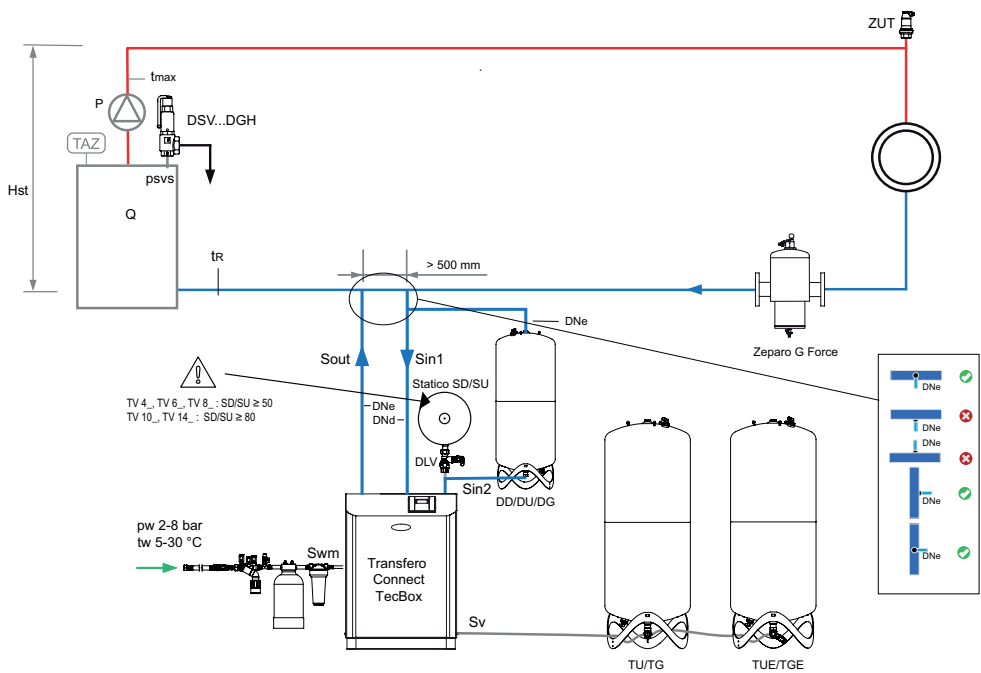 ZUT
tmax
P
DSV...DGH
TAZ
psvs
Hst
Q
tR
> 500 mm
DNe
Zeparo G Force
Sout
Sin1
Statico SD/SU
TV 4_, TV 6_, TV 8_ : SD/SU ≥ 50
TV 10_, TV 14_ : SD/SU ≥ 80
DNe
DNd
DLV
Sin2
DD/DU/DG
DNe
DNe
DNe
DNe
DNe
pw 2-8 bar
tw 5-30 °C
Swm
Transfero
Connect
TecBox
Sv
TU/TG
TUE/TGE